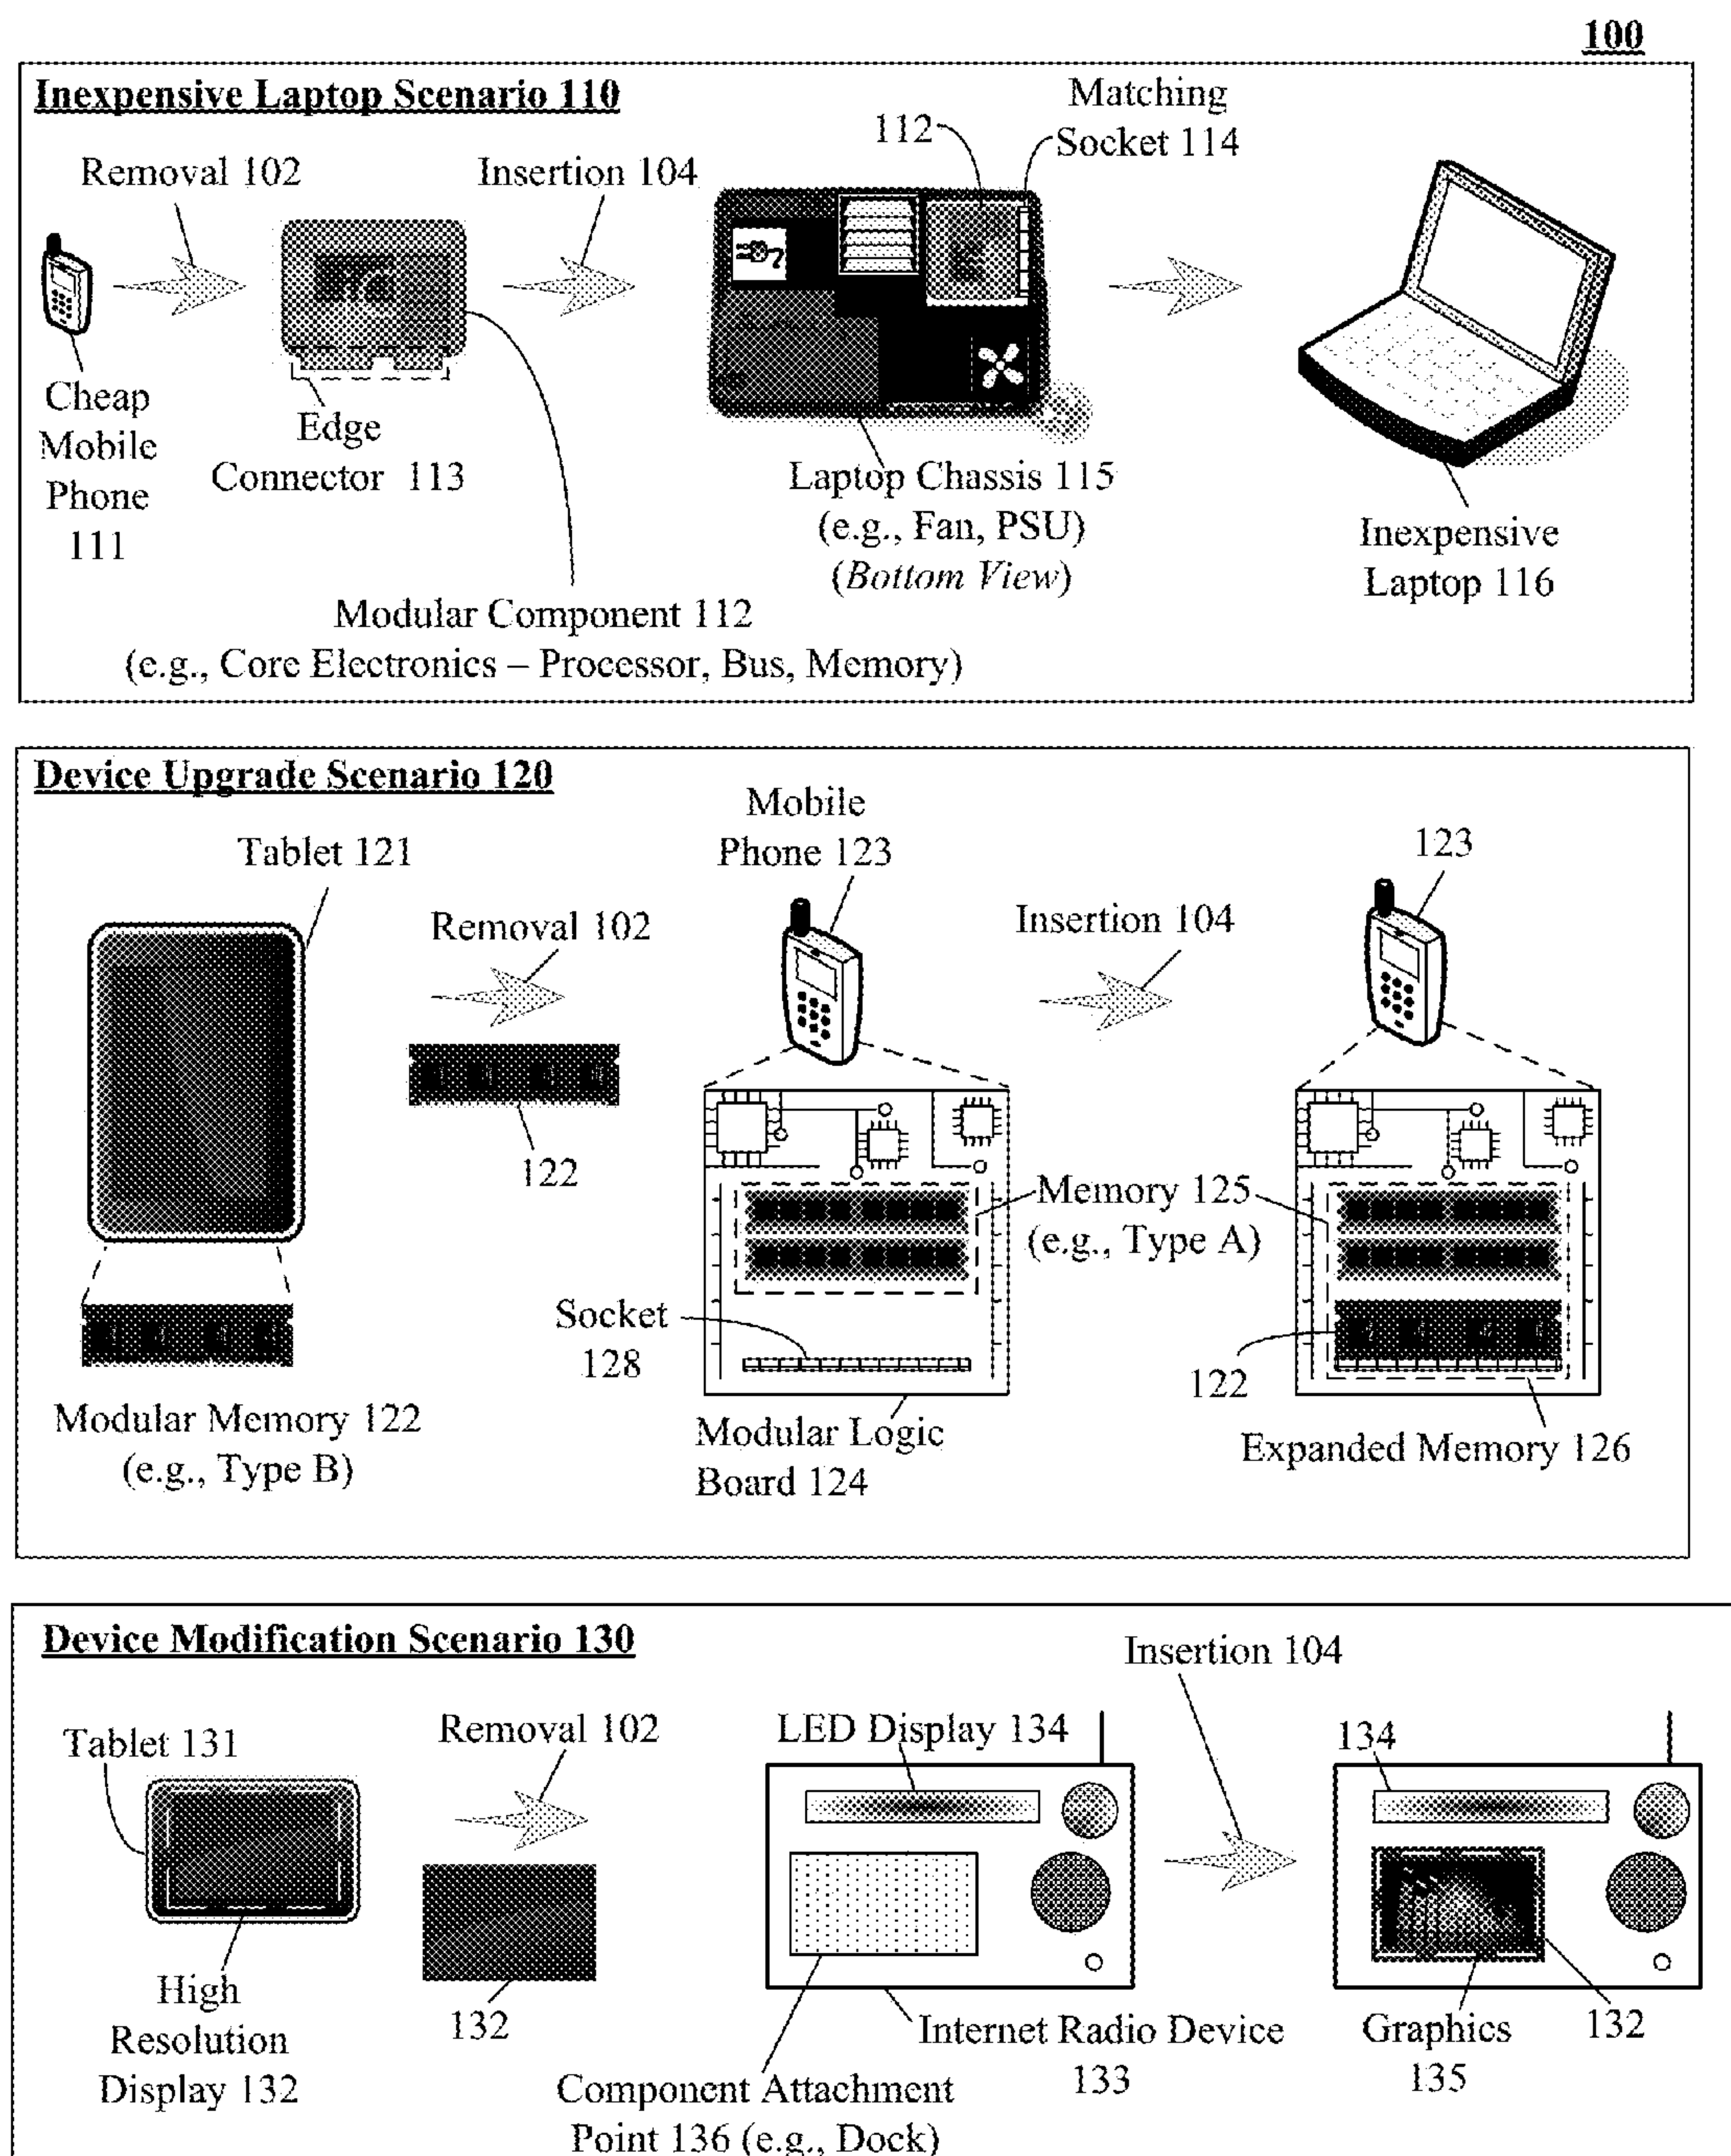 100
Inexpensive Laptop Scenario 110
Removal 102
Insertion 104
112
Matching
Socket 114
Cheap
Mobile
Phone
111
Edge
Connector 113
Laptop Chassis 115
(e.g., Fan, PSU)
(Bottom View)
Inexpensive
Laptop 116
Modular Component 112
(e.g., Core Electronics – Processor, Bus, Memory)
Device Upgrade Scenario 120
Tablet 121
Removal 102
Mobile
Phone 123
Insertion 104
123
122
Memory 125
(e.g., Type A)
Socket
128
122
Modular Memory 122
(e.g., Type B)
Modular Logic
Board 124
Expanded Memory 126
Device Modification Scenario 130
Insertion 104
Tablet 131
Removal 102
LED Display 134
134
High
Resolution
Display 132
132
Internet Radio Device
133
Graphics
135
132
Component Attachment
Point 136 (e.g., Dock)